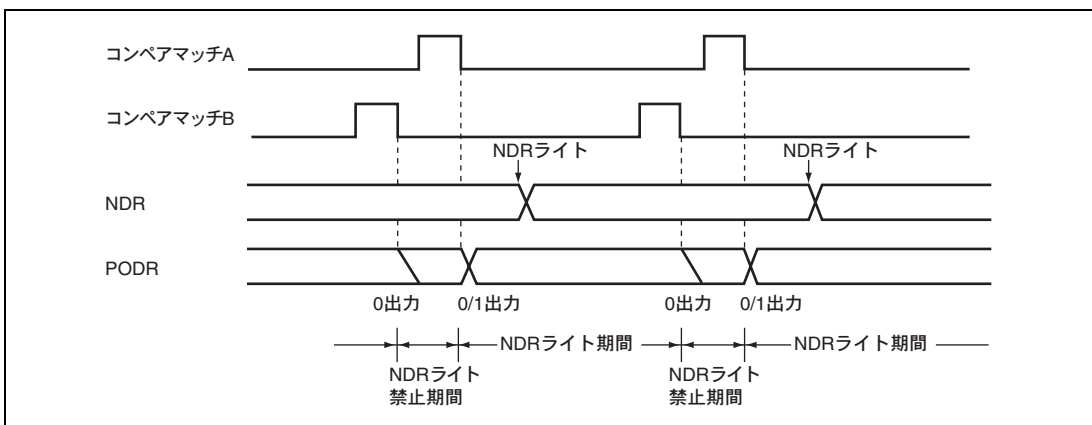 コンペアマッチA
コンペアマッチB
NDRライト NDRライト
NDR
PODR
0出力 0/1出力 0出力 0/1出力
NDRライト期間 NDRライト期間
NDRライト NDRライト
禁止期間 禁止期間